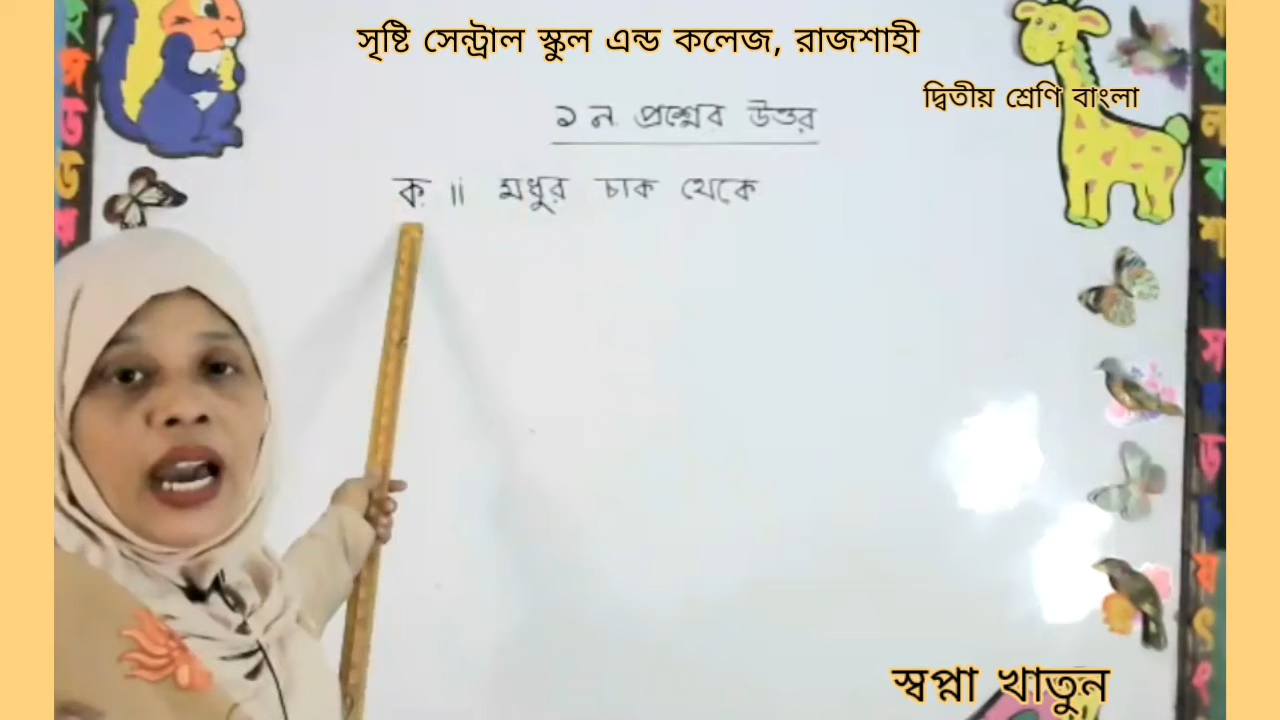 সৃষ্টি সেন্ট্রাল স্কুল এন্ড কলেজ, রাজশাহী
দ্বিতীয় শ্রেণি বাংলা
১ ন. প্রশ্নের উত্তর
ক ॥ মধুর চাক থেকে
স্বপ্না খাতুন